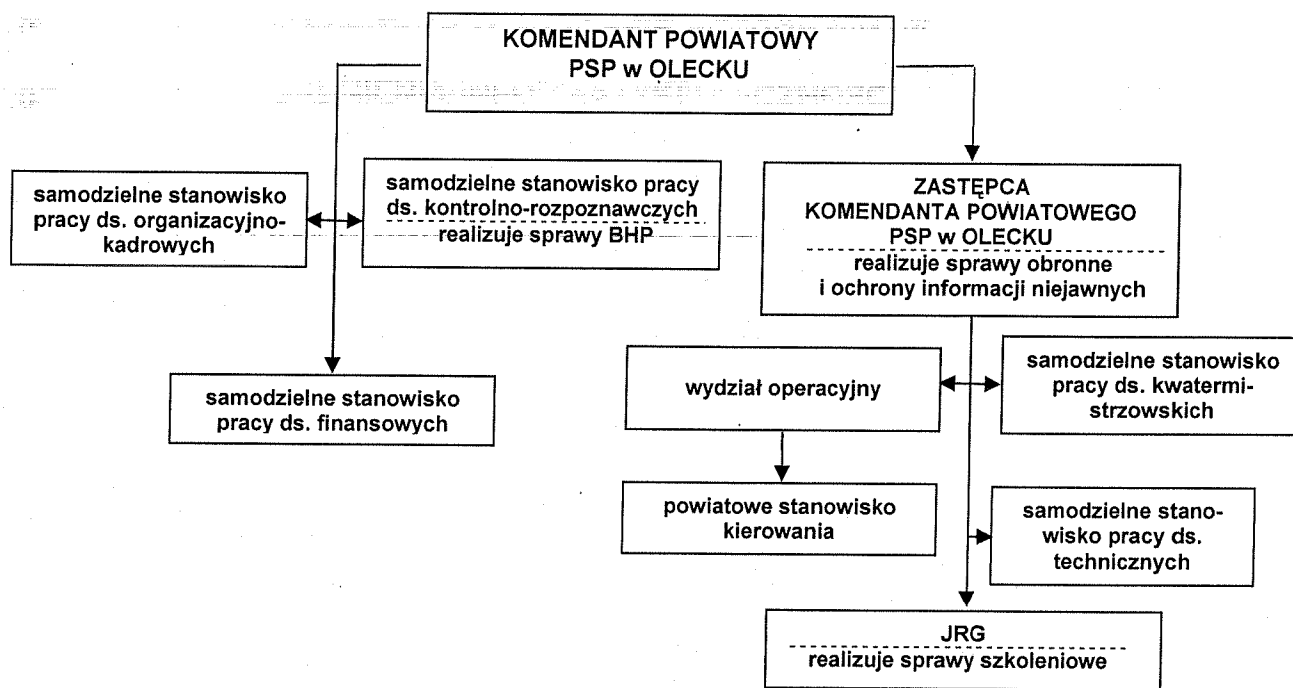 KOMENDANT POWIATOWY
PSP w OLECKU
samodzielne stanowisko
pracy ds. organizacyjno-
kadrowych
samodzielne stanowisko pracy
ds. kontrolno-rozpoznawczych
realizuje sprawy BHP
ZASTĘPCA
KOMENDANTA POWIATOWEGO
PSP w OLECKU
realizuje sprawy obronne
i ochrony informacji niejawnych
samodzielne stanowisko
pracy ds. finansowych
wydział operacyjny
samodzielne stanowisko
pracy ds. kwatermi-
strzowskich
powiatowe stanowisko
kierowania
samodzielne stano-
wisko pracy ds.
technicznych
JRG
realizuje sprawy szkoleniowe